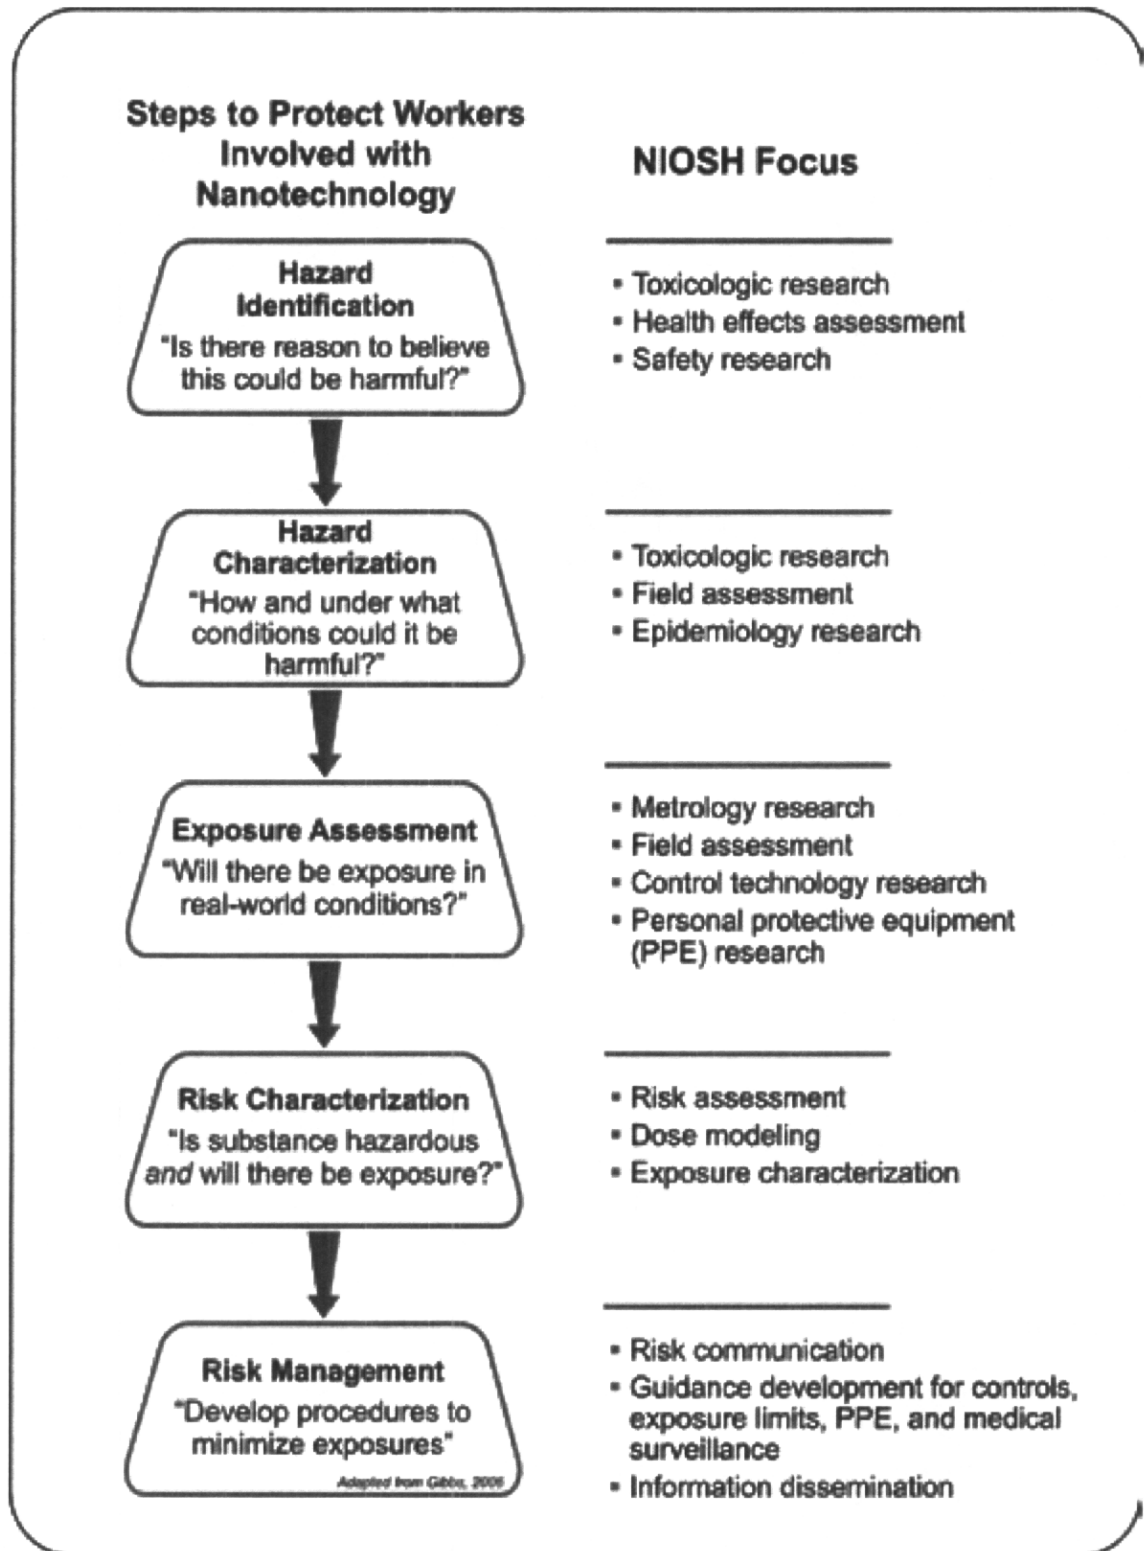 Steps to Protect Workers
Involved with
Nanotechnology
NIOSH Focus
Hazard
Identification
"Is there reason to believe
this could be harmful?"
▪ Toxicologic research
▪ Health effects assessment
▪ Safety research
Hazard
Characterization
"How and under what
conditions could it be
harmful?"
▪ Toxicologic research
▪ Field assessment
▪ Epidemiology research
Exposure Assessment
"Will there be exposure in
real-world conditions?"
▪ Metrology research
▪ Field assessment
▪ Control technology research
▪ Personal protective equipment
(PPE) research
Risk Characterization
"Is substance hazardous
and will there be exposure?"
▪ Risk assessment
▪ Dose modeling
▪ Exposure characterization
Risk Management
"Develop procedures to
minimize exposures"
Adapted from Gibbs, 2006
▪ Risk communication
▪ Guidance development for controls,
exposure limits, PPE, and medical
surveillance
▪ Information dissemination